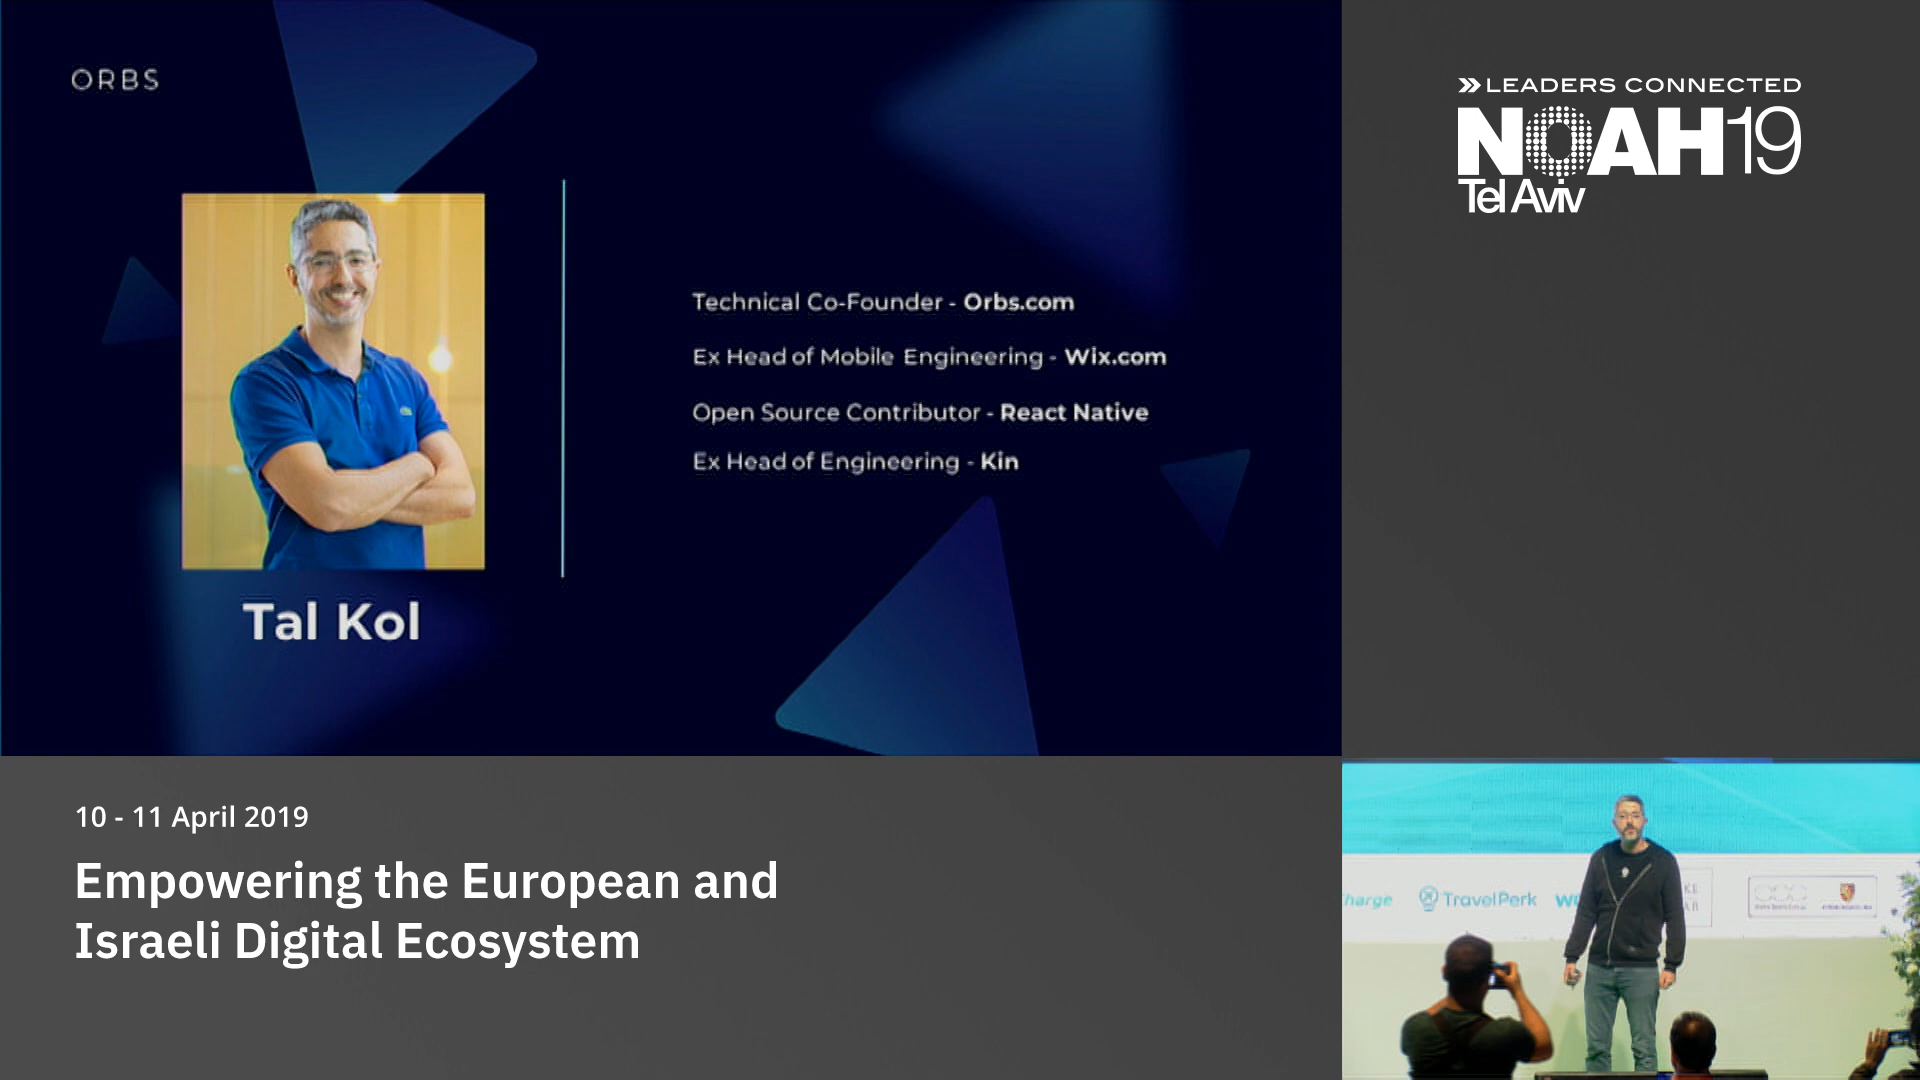 ORBS
Tal Kol
Technical Co-Founder - Orbs.com
Ex Head of Mobile Engineering - Wix.com
Open Source Contributor - React Native
Ex Head of Engineering - Kin
LEADERS CONNECTED
NOAH19
Tel Aviv
10 - 11 April 2019
Empowering the European and
Israeli Digital Ecosystem
TravelPerk